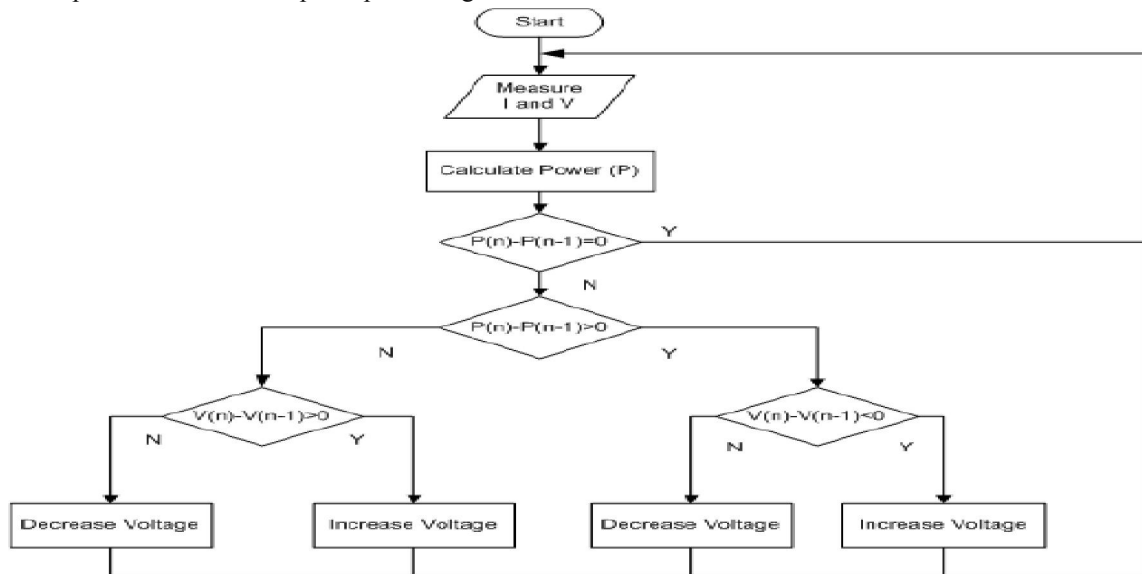 Start
Measure
I and V
Calculate Power (P)
P(n)-P(n-1)=0
Y
N
P(n)-P(n-1)>0
N
Y
V(n)-V(n-1)>0
V(n)-V(n-1)<0
N
Y
N
Y
Decrease Voltage
Increase Voltage
Decrease Voltage
Increase Voltage